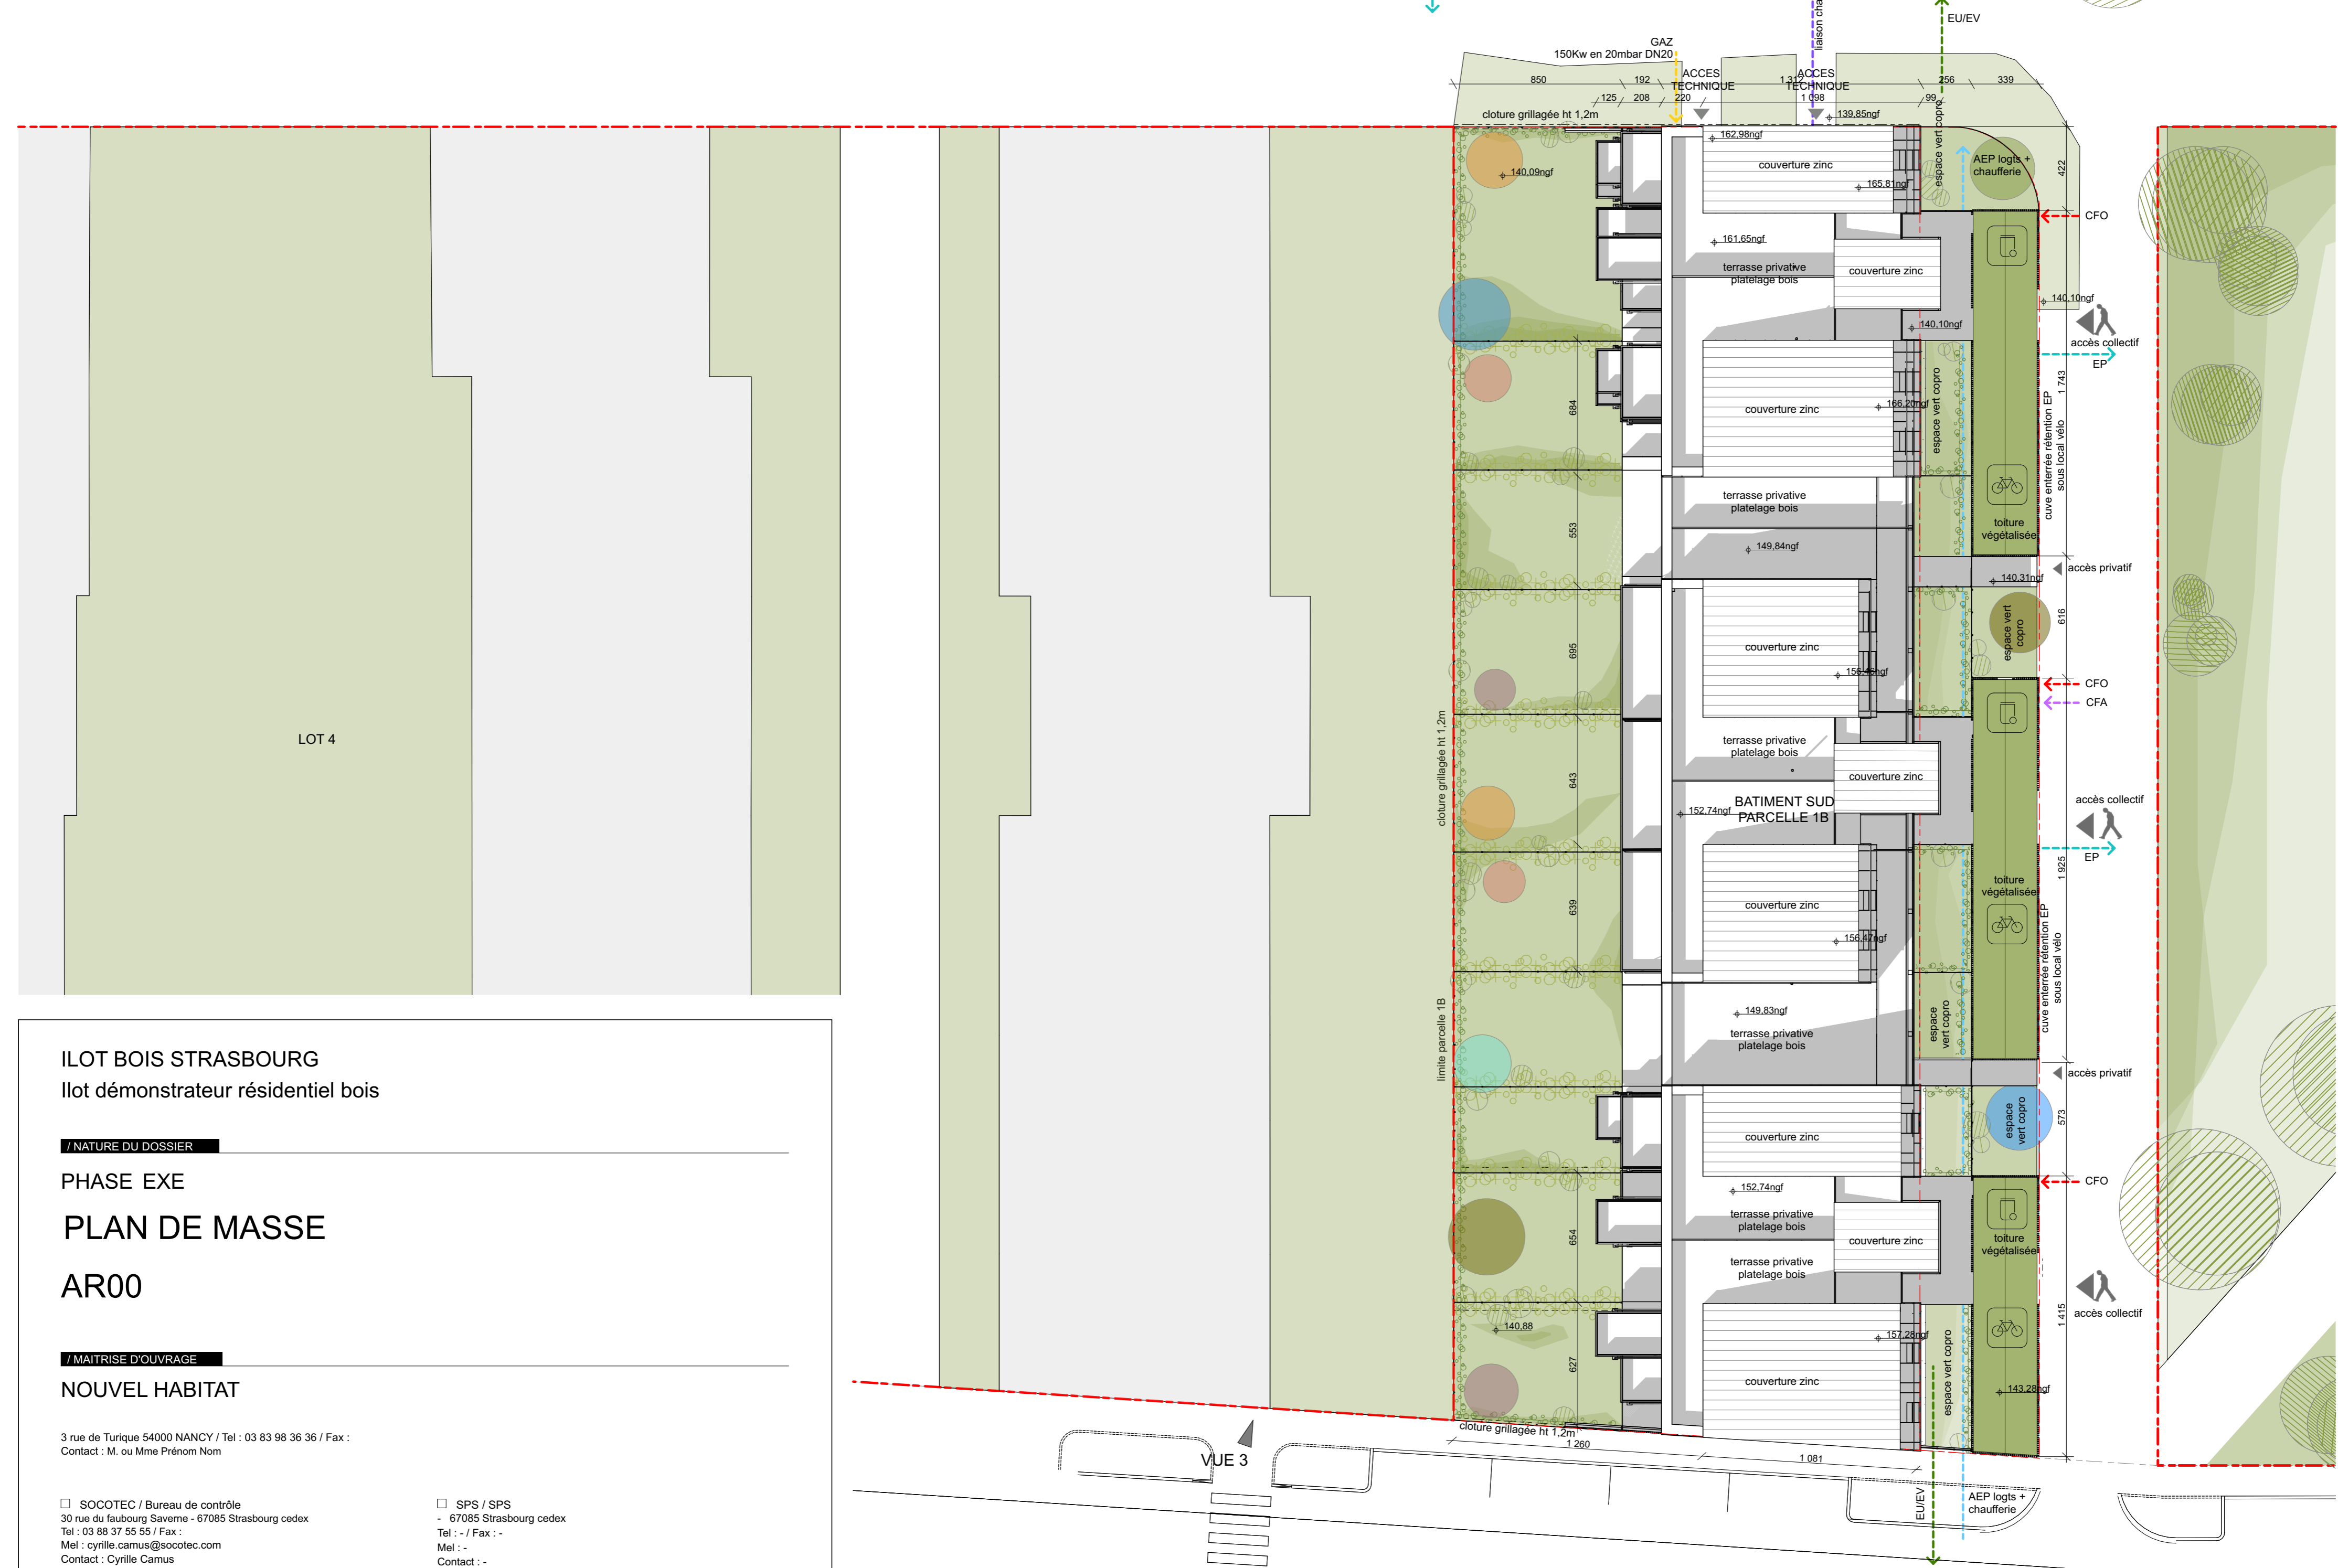 EU/EV
liaison cha
GAZ
150Kw en 20mbar DN20
ACCES
TECHNIQUE
ACCES
TECHNIQUE
850
192
1 312
256
339
125
208
220
1 098
99
cloture grillagée ht 1,2m
139,85ngf
162,98ngf
couverture zinc
165,81ngf
140,09ngf
espace vert copro
AEP logts +
chaufferie
422
CFO
161,65ngf
terrasse privative
platelage bois
couverture zinc
140,10ngf
140,10ngf
accès collectif
EP
684
couverture zinc
166,20ngf
espace vert copro
1 743
cuve enterrée rétention EP
sous local vélo
terrasse privative
platelage bois
553
149,84ngf
toiture
végétalisée
accès privatif
140,31ngf
espace vert
copro
616
695
couverture zinc
CFO
CFA
LOT 4
cloture grillagée ht 1,2m
terrasse privative
platelage bois
643
couverture zinc
152,74ngf
BATIMENT SUD
PARCELLE 1B
accès collectif
EP
639
couverture zinc
156,47ngf
toiture
végétalisée
1 925
cuve enterrée rétention EP
sous local vélo
limite parcelle 1B
149,83ngf
terrasse privative
platelage bois
espace
vert copro
accès privatif
espace
vert copro
573
couverture zinc
CFO
152,74ngf
terrasse privative
platelage bois
654
couverture zinc
toiture
végétalisée
terrasse privative
platelage bois
accès collectif
140,88
157,28ngf
1 415
627
couverture zinc
espace vert copro
143,28ngf
cloture grillagée ht 1,2m
1 260
1 081
VUE 3
EU/EV
AEP logts +
chaufferie
ILOT BOIS STRASBOURG
Ilot démonstrateur résidentiel bois
/ NATURE DU DOSSIER
PHASE EXE
PLAN DE MASSE
AR00
/ MAITRISE D'OUVRAGE
NOUVEL HABITAT
3 rue de Turique 54000 NANCY / Tel : 03 83 98 36 36 / Fax :
Contact : M. ou Mme Prénom Nom
SOCOTEC / Bureau de contrôle
30 rue du faubourg Saverne - 67085 Strasbourg cedex
Tel : 03 88 37 55 55 / Fax :
Mel : cyrille.camus@socotec.com
Contact : Cyrille Camus
SPS / SPS
- 67085 Strasbourg cedex
Tel : - / Fax : -
Mel : -
Contact : -